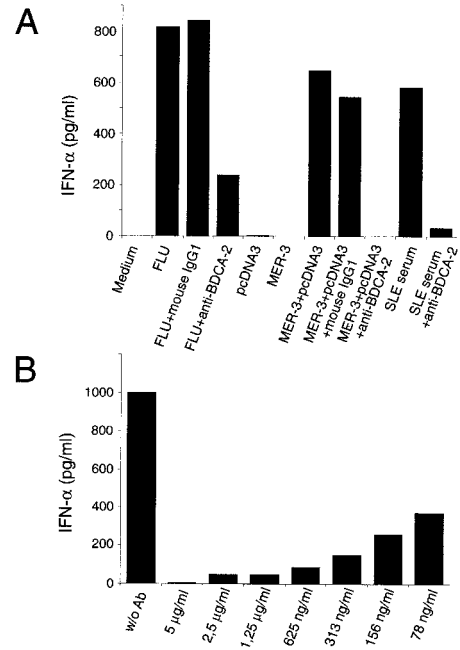 A
IFN-α (pg/ml)
800
600
400
200
0
Medium
FLU
FLU+mouse IgG1
FLU+anti-BDCA-2
pcDNA3
MER-3
MER-3+pcDNA3
MER-3+pcDNA3
+mouse IgG1
MER-3+pcDNA3
+anti-BDCA-2
SLE serum
SLE serum
+anti-BDCA-2
B
IFN-α (pg/ml)
1000
800
600
400
200
0
w/o Ab
5 µg/ml
2,5 µg/ml
1,25 µg/ml
625 ng/ml
313 ng/ml
156 ng/ml
78 ng/ml